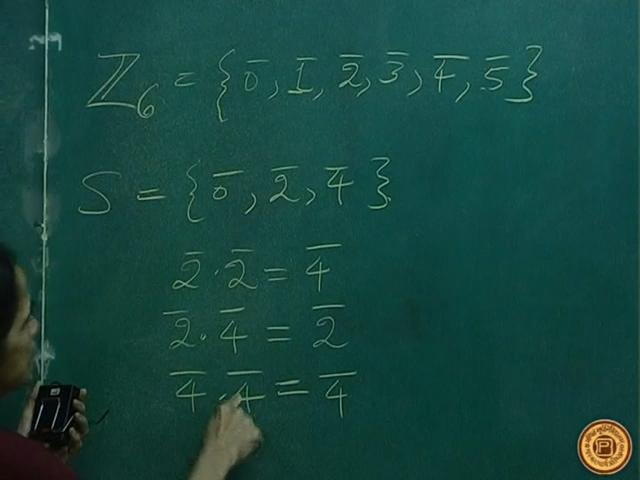 Z₆ = { 0̅, 1̅, 2̅, 3̅, 4̅, 5̅ }
S = { 0̅, 2̅, 4̅ }
2̅ · 2̅ = 4̅
2̅ · 4̅ = 2̅
4̅ · 4̅ = 4̅